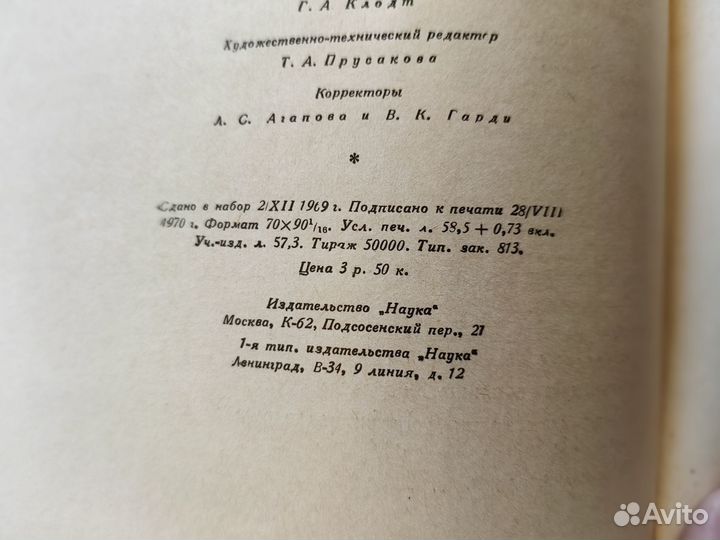 Г. А. Клодт
Художественно-технический редактор
Т. А. Прусакова
Корректоры
А. С. Агапова и В. К. Гарди
*
Сдано в набор 2/XII 1969 г. Подписано к печати 28/VIII
1970 г. Формат 70×90¹/₁₆. Усл. печ. л. 58,5 + 0,73 вкл.
Уч.-изд. л. 57,3. Тираж 50000. Тип. зак. 813.
Цена 3 р. 50 к.
Издательство „Наука“
Москва, К-62, Подсосенский пер., 21
1-я тип. издательства „Наука“
Ленинград, В-34, 9 линия, д. 12
Avito